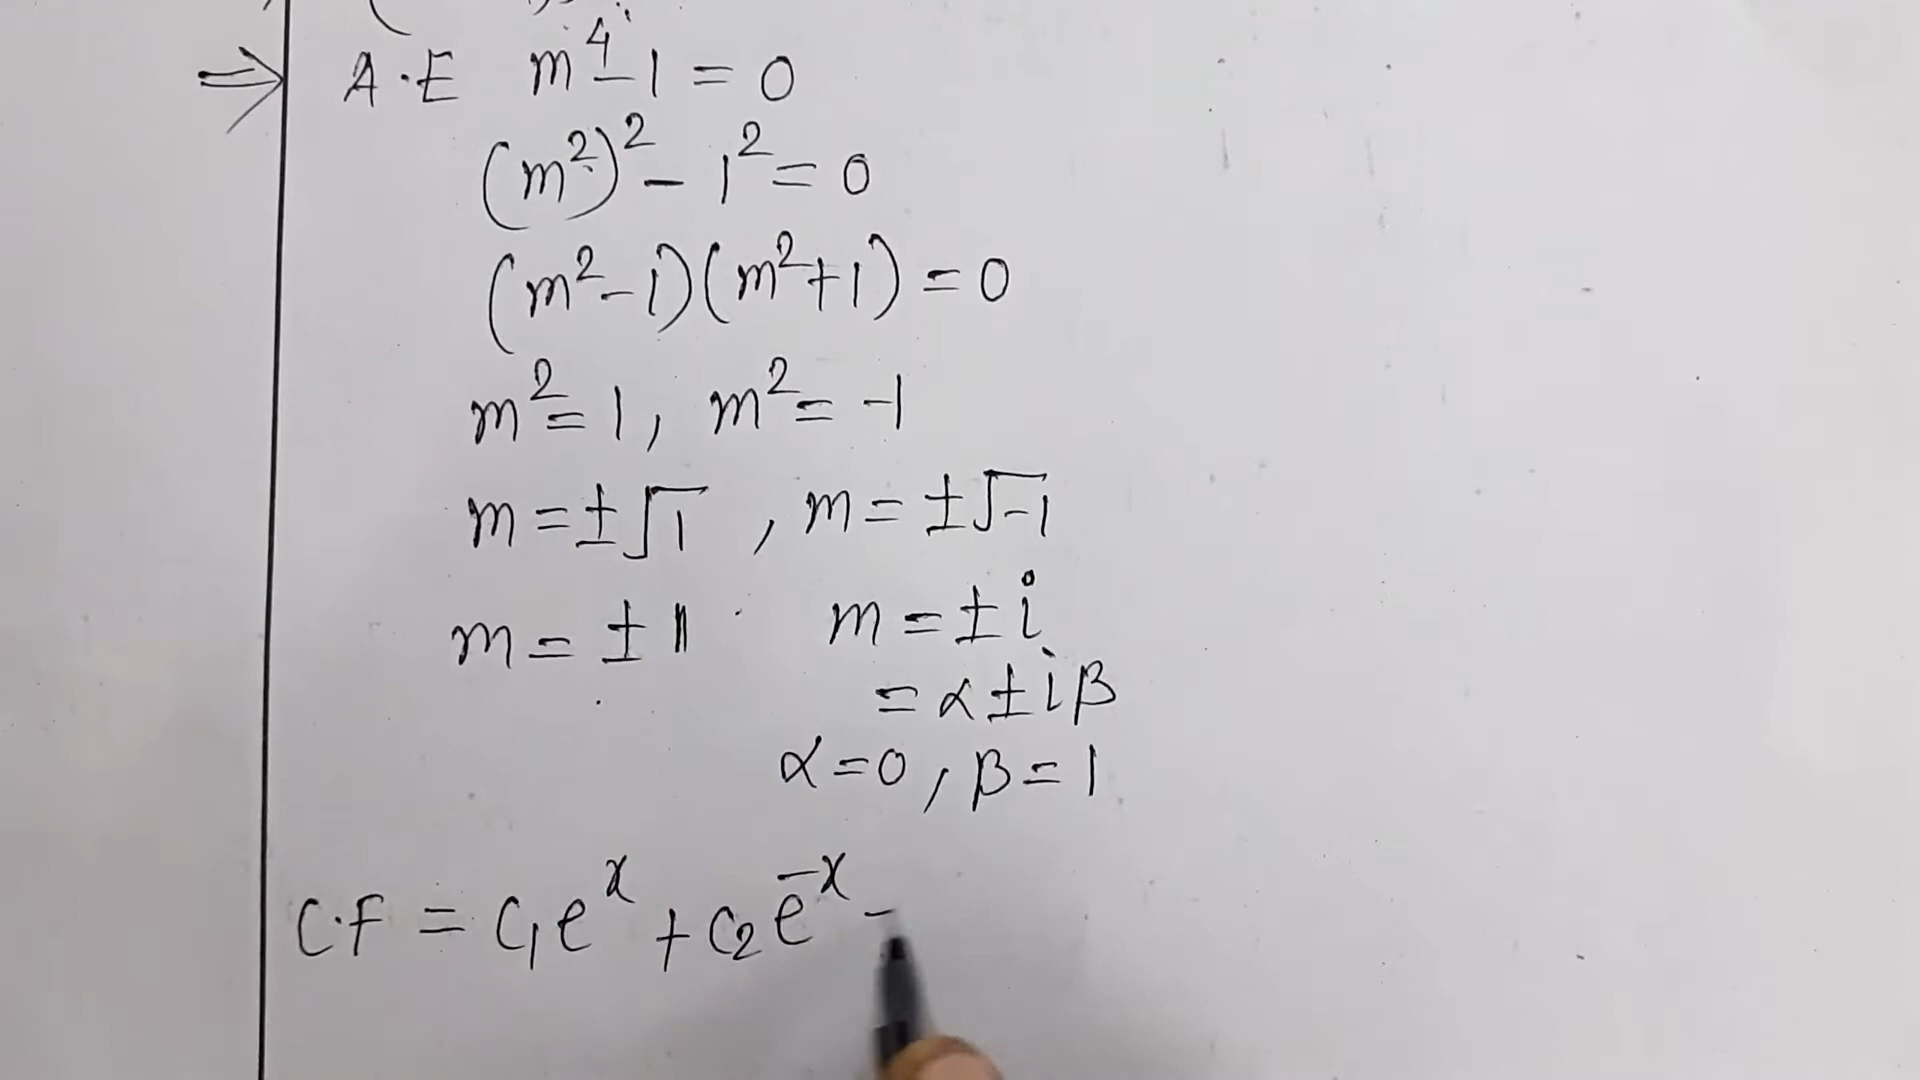 ⇒ A.E m⁴-1 = 0
(m²)² - 1² = 0
(m²-1)(m²+1) = 0
m² = 1, m² = -1
m = ±√1, m = ±√-1
m = ±1 m = ±i
= α ± iβ
α = 0, β = 1
C.F = C₁eˣ + C₂e⁻ˣ -